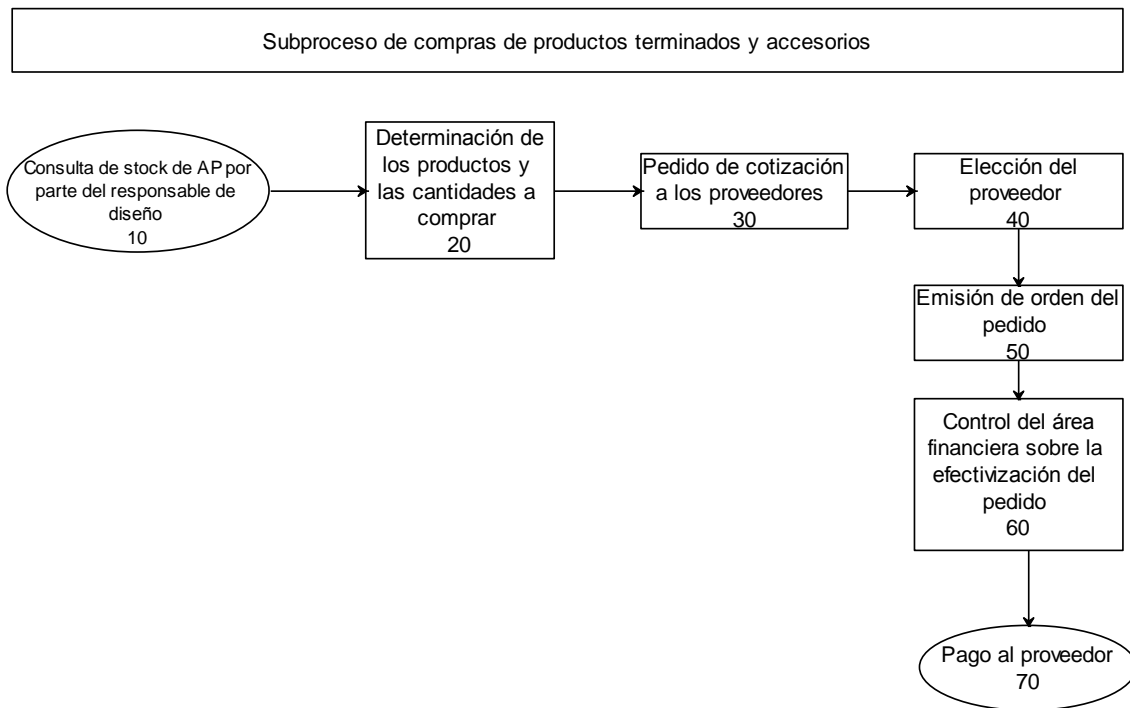 Subproceso de compras de productos terminados y accesorios
Consulta de stock de AP por
parte del responsable de
diseño
10
Determinación de
los productos y
las cantidades a
comprar
20
Pedido de cotización
a los proveedores
30
Elección del
proveedor
40
Emisión de orden del
pedido
50
Control del área
financiera sobre la
efectivización del
pedido
60
Pago al proveedor
70